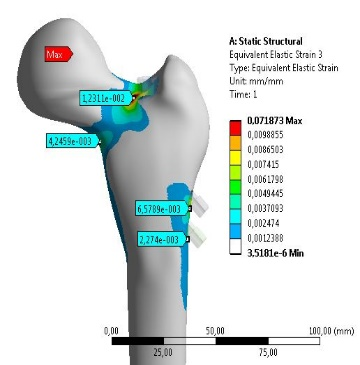 A: Static Structural
Equivalent Elastic Strain 3
Type: Equivalent Elastic Strain
Unit: mm/mm
Time: 1
Max
1,2311e-002
4,2459e-003
6,5789e-003
2,274e-003
0,071873 Max
0,0098855
0,0086503
0,007415
0,0061798
0,0049445
0,0037093
0,002474
0,0012388
3,5181e-6 Min
0,00
50,00
100,00 (mm)
25,00
75,00